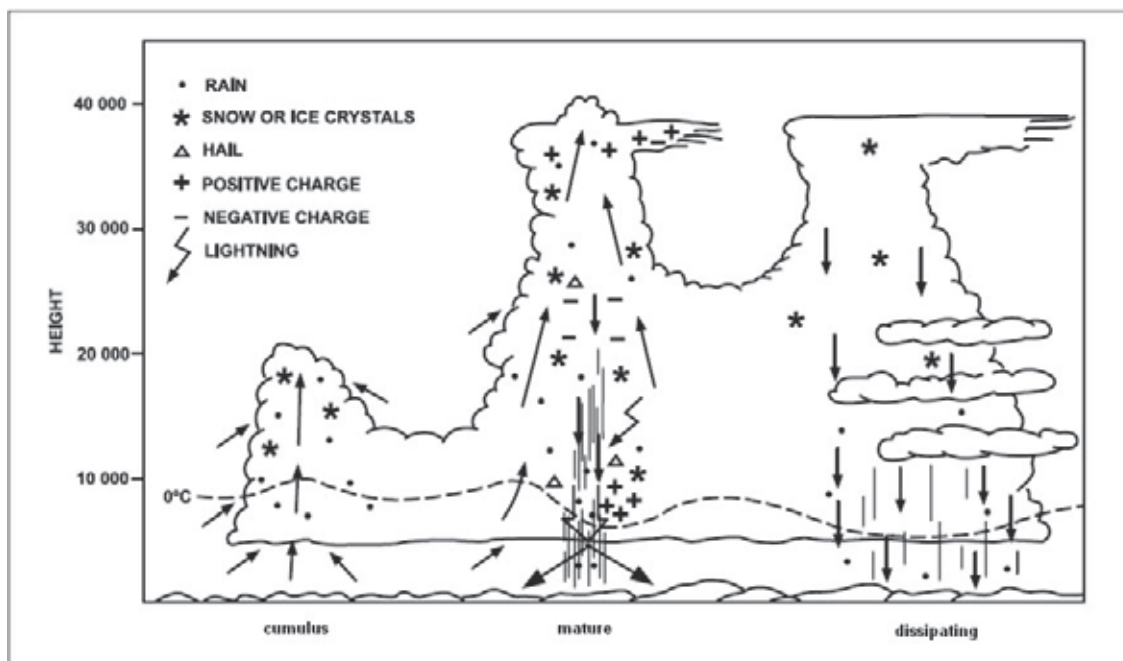 RAIN
SNOW OR ICE CRYSTALS
HAIL
POSITIVE CHARGE
NEGATIVE CHARGE
LIGHTNING
HEIGHT
40 000
30 000
20 000
10 000
0°C
cumulus
mature
dissipating